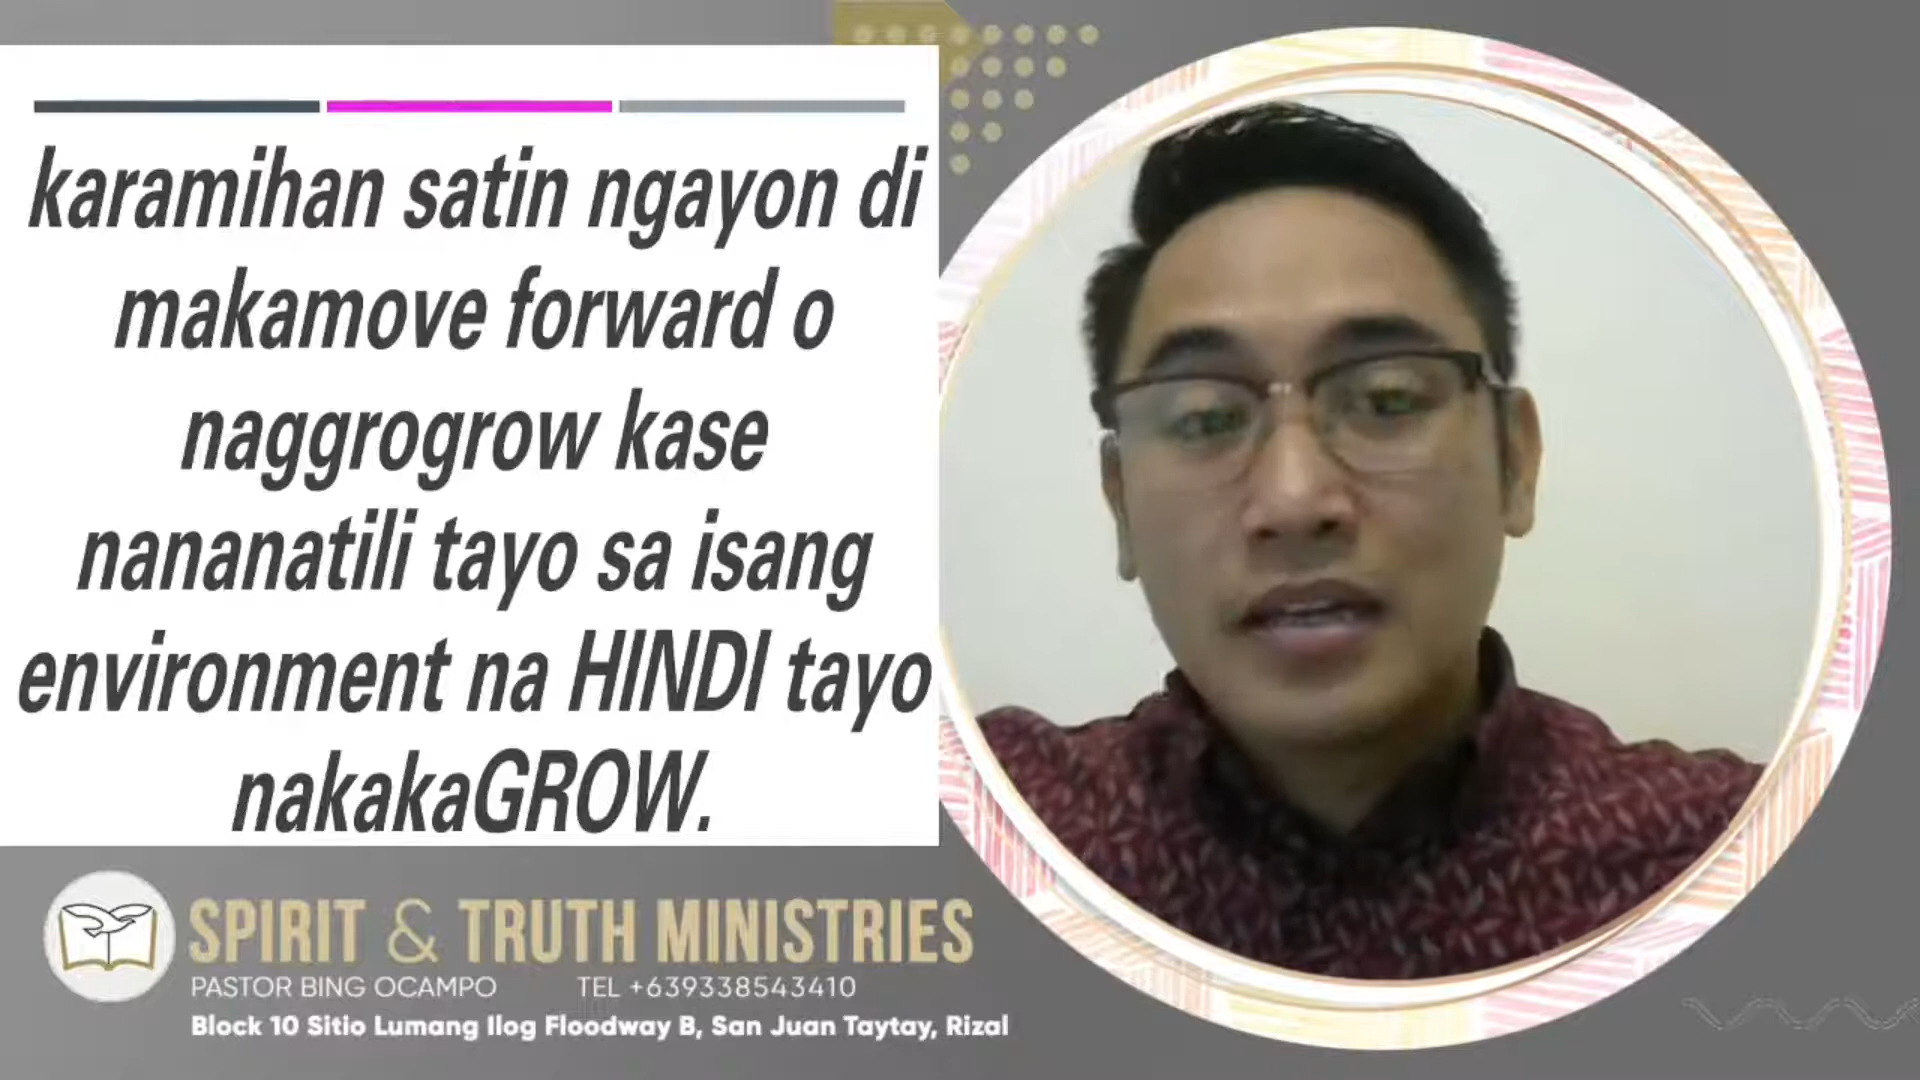 karamihan satin ngayon di
makamove forward o
naggrogrow kase
nananatili tayo sa isang
environment na HINDI tayo
nakakaGROW.
SPIRIT & TRUTH MINISTRIES
PASTOR BING OCAMPO TEL +639338543410
Block 10 Sitio Lumang Ilog Floodway B, San Juan Taytay, Rizal